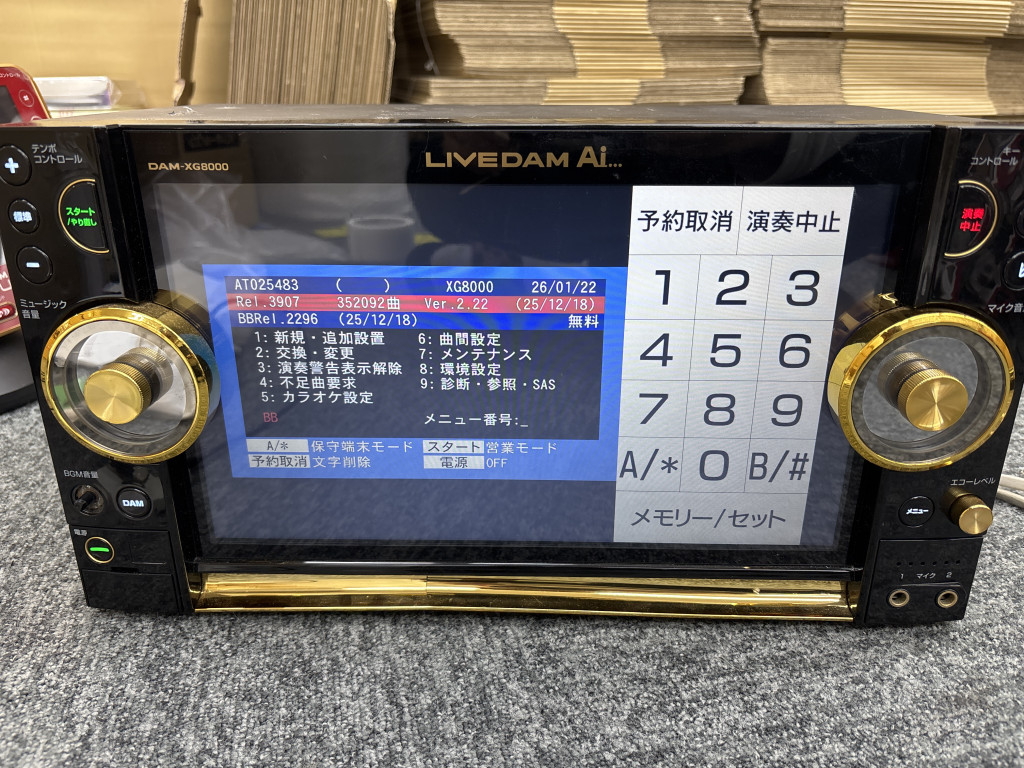 テンポ
コントロール
標準
スタート
/やり直し
ミュージック
音量
BGM音量
DAM
電源
DAM-XG8000
LIVEDAM Ai...
AT025483 ( ) XG8000 26/01/22
Rel.3907 352092曲 Ver.2.22 (25/12/18)
BBRel.2296 (25/12/18) 無料
1: 新規・追加設置 6: 曲間設定
2: 交換・変更 7: メンテナンス
3: 演奏警告表示解除 8: 環境設定
4: 不足曲要求 9: 診断・参照・SAS
5: カラオケ設定
BB メニュー番号:_
A/* 保守端末モード スタート 営業モード
予約取消 文字削除 電源 OFF
予約取消 演奏中止
1 2 3
4 5 6
7 8 9
A/* 0 B/#
メモリー/セット
キー
コントロール
演奏
中止
マイク音
エコーレベル
メニュー
1 マイク 2